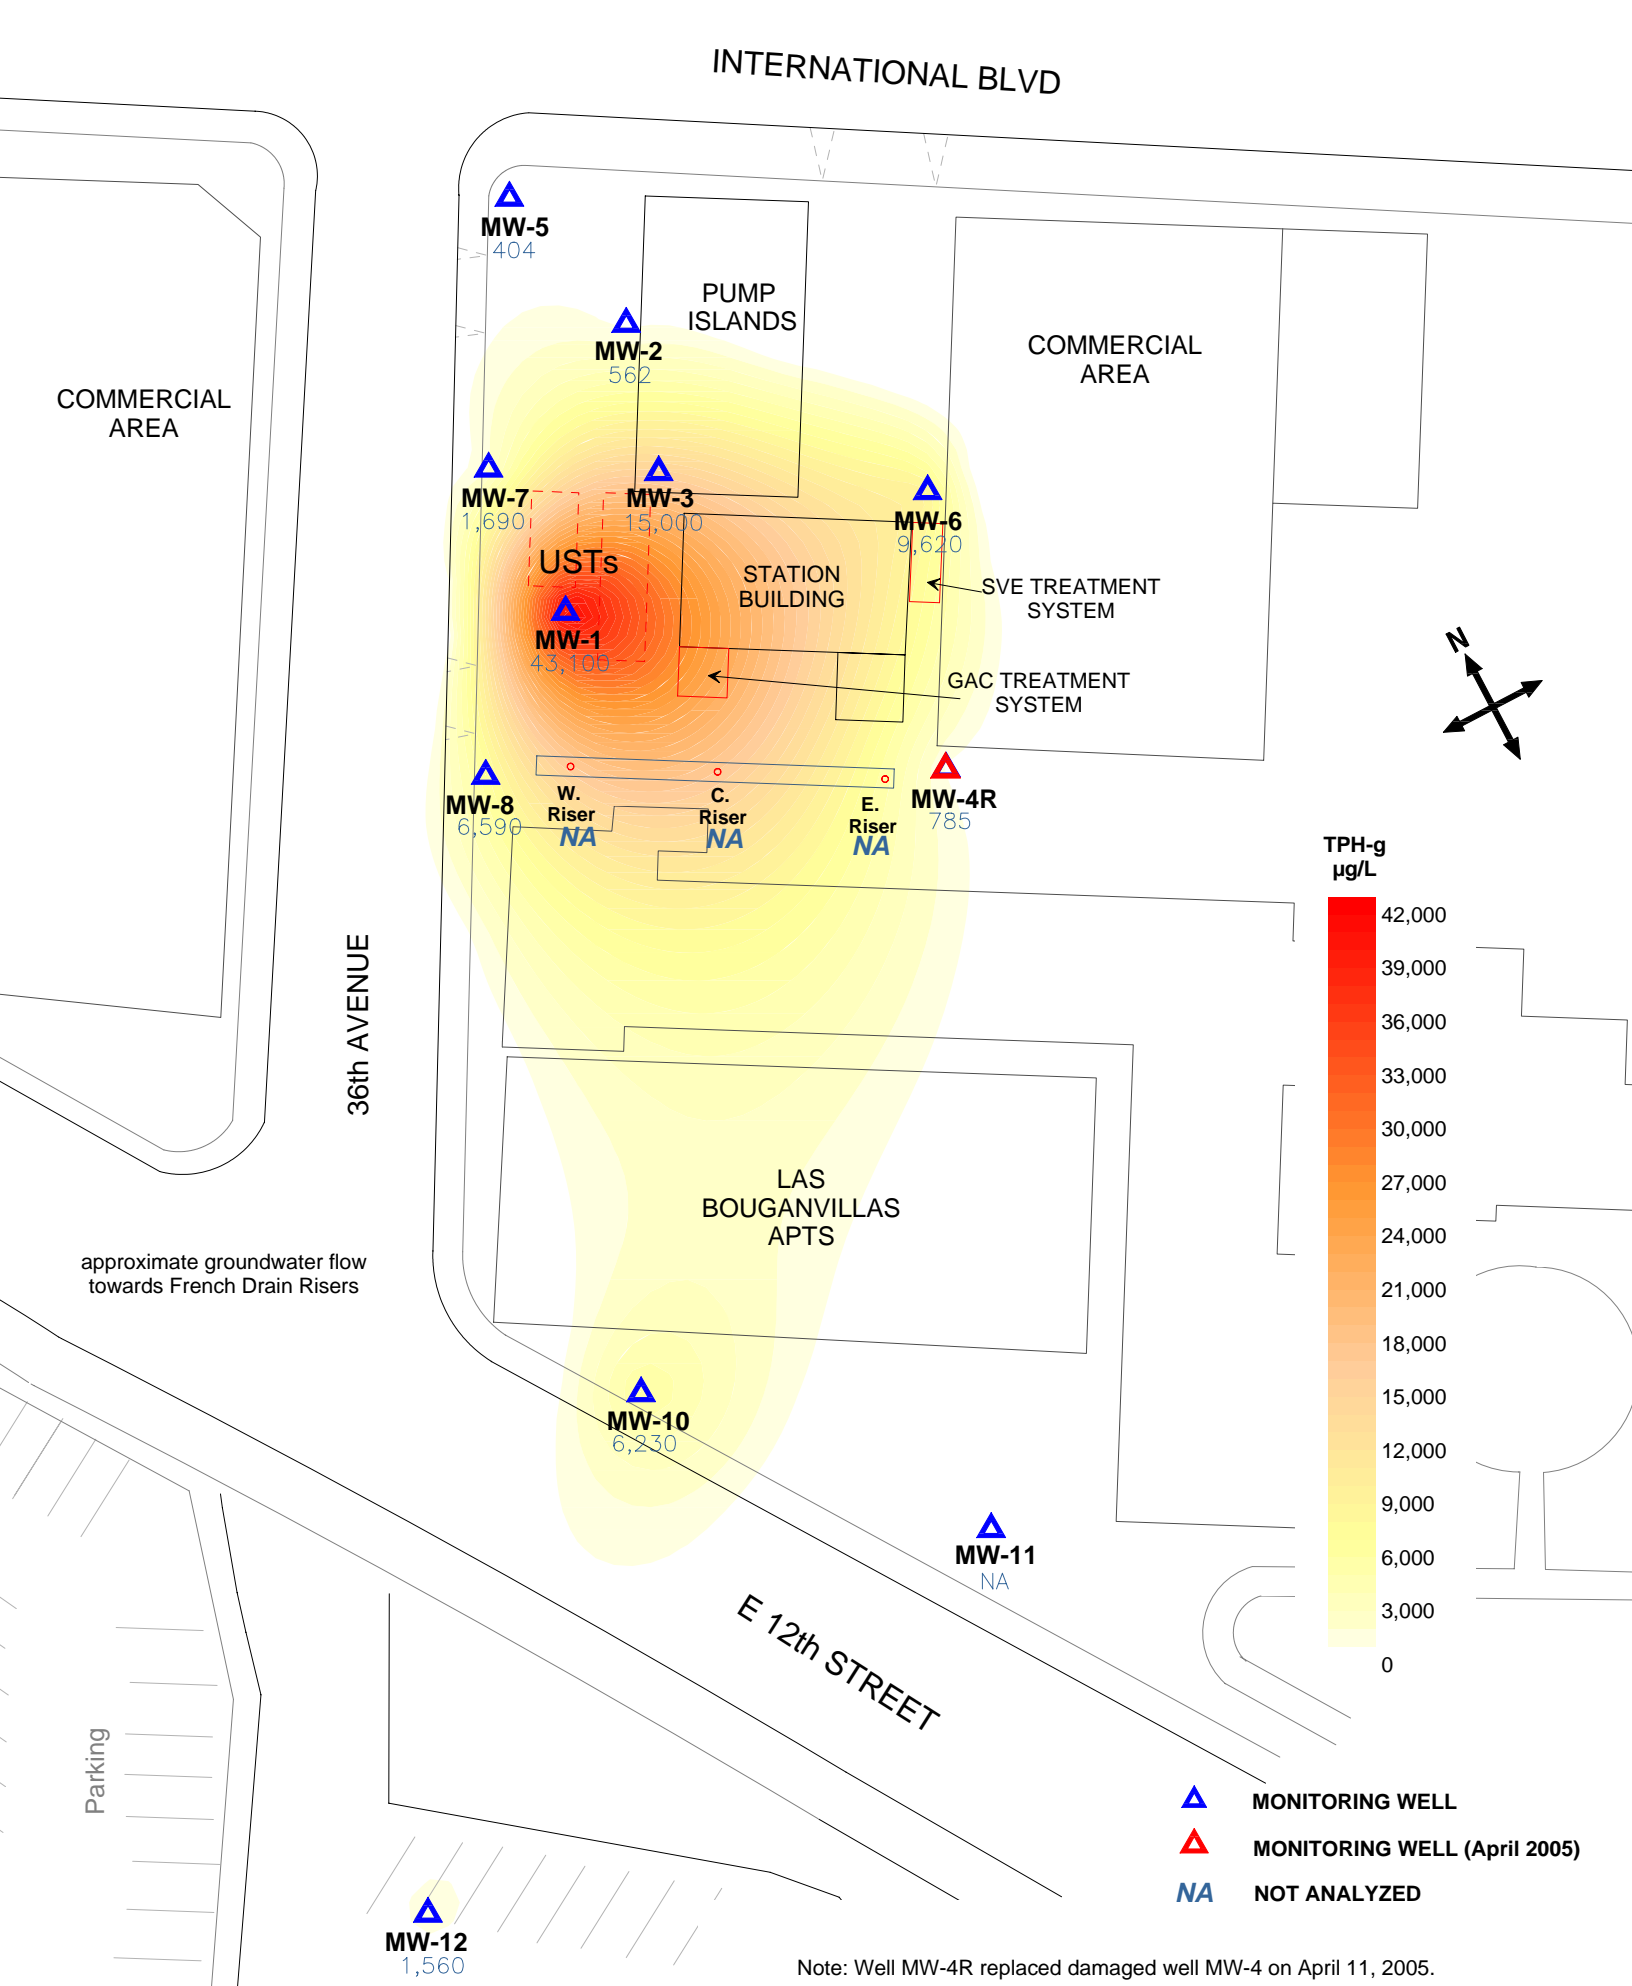 INTERNATIONAL BLVD
MW-5
404
PUMP
ISLANDS
MW-2
562
COMMERCIAL
AREA
COMMERCIAL
AREA
MW-7
1,690
MW-3
15,000
MW-6
9,620
USTs
STATION
BUILDING
SVE TREATMENT
SYSTEM
MW-1
43,100
N
GAC TREATMENT
SYSTEM
MW-8
6,590
W.
Riser
NA
C.
Riser
NA
E.
Riser
NA
MW-4R
785
TPH-g
µg/L
42,000
39,000
36,000
33,000
30,000
27,000
24,000
21,000
18,000
15,000
12,000
9,000
6,000
3,000
0
36th AVENUE
LAS
BOUGANVILLAS
APTS
approximate groundwater flow
towards French Drain Risers
MW-10
6,230
MW-11
NA
E 12th STREET
Parking
MONITORING WELL
MONITORING WELL (April 2005)
NA NOT ANALYZED
MW-12
1,560
Note: Well MW-4R replaced damaged well MW-4 on April 11, 2005.